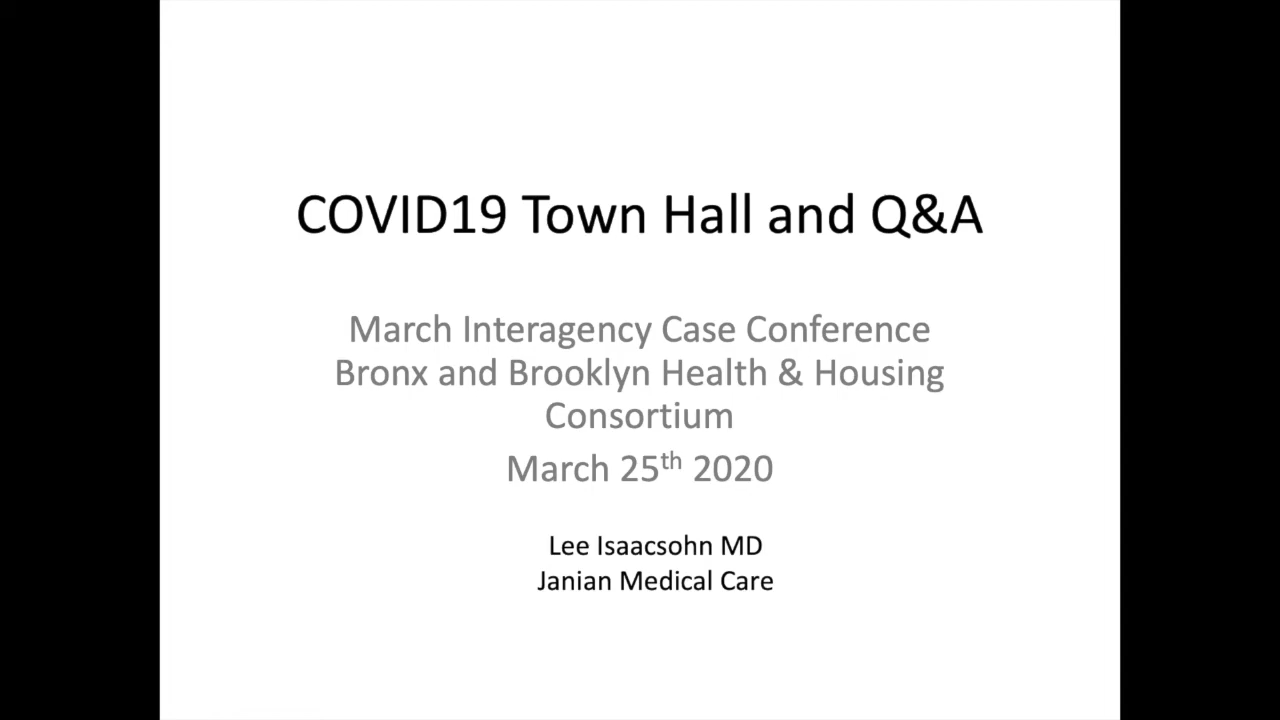 COVID19 Town Hall and Q&A
March Interagency Case Conference
Bronx and Brooklyn Health & Housing
Consortium
March 25th 2020
Lee Isaacsohn MD
Janian Medical Care